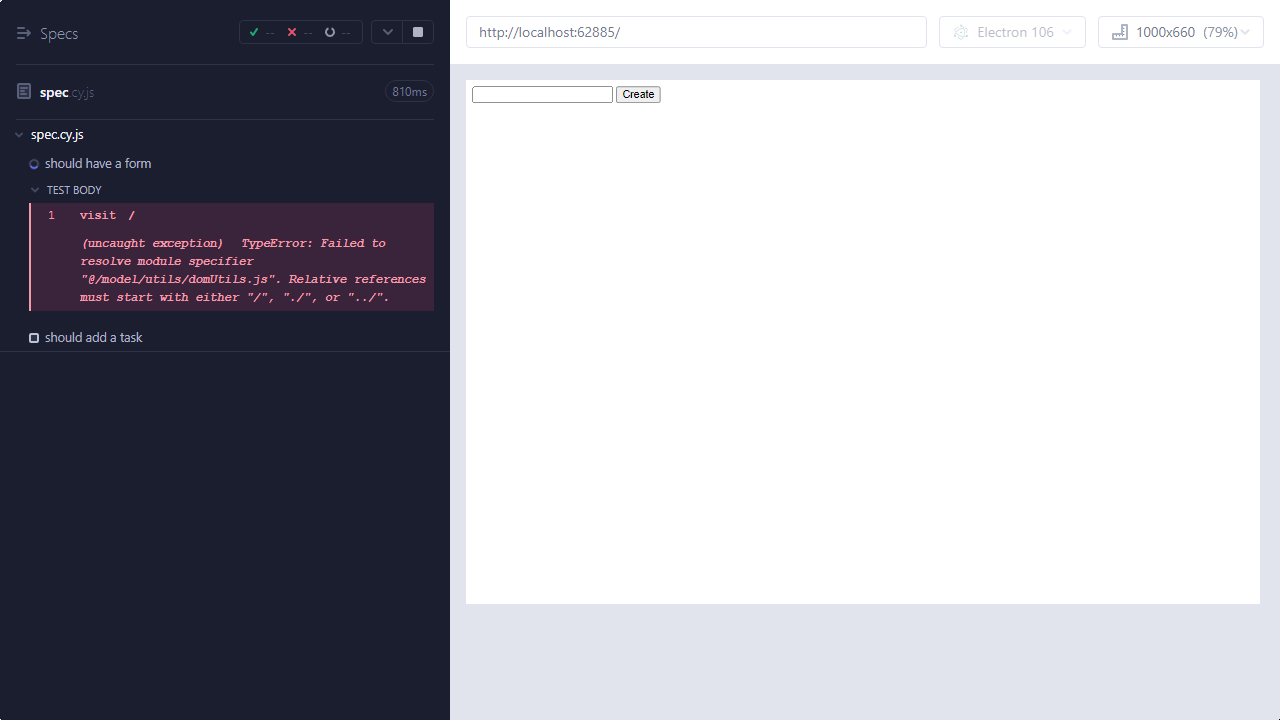 Specs
--
--
--
http://localhost:62885/
Electron 106
1000x660 (79%)
spec.cy.js
810ms
Create
spec.cy.js
should have a form
TEST BODY
1 visit /
(uncaught exception) TypeError: Failed to
resolve module specifier
"@/model/utils/domUtils.js". Relative references
must start with either "/", "./", or "../".
should add a task